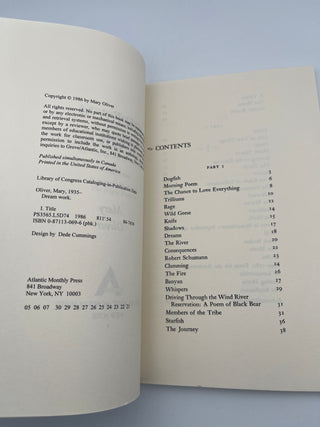 Copyright © 1986 by Mary Oliver
All rights reserved. No part of this book may be
or by any electronic or mechanical means
and retrieval systems, without permission
except by a reviewer, who may quote brief
members of educational institutions
the work for classroom use, or
permission to include the work in
inquiries to Grove/Atlantic, Inc., 841 Broadway,
Published simultaneously in Canada
Printed in the United States of America
Library of Congress Cataloging-in-Publication Data
Oliver, Mary, 1935–
Dream work.
I. Title
PS3565.L5D74 1986 811'.54
ISBN 0-87113-069-6 (pbk.)
Design by Dede Cummings
Atlantic Monthly Press
841 Broadway
New York, NY 10003
05 06 07 30 29 28 27 26 25 24 23 22 21
CONTENTS
PART I
Dogfish 3
Morning Poem 6
The Chance to Love Everything 8
Trilliums 10
Rage 12
Wild Geese 14
Knife 15
Shadows 17
Dreams 18
The River 20
Consequences 22
Robert Schumann 23
Clamming 24
The Fire 26
Banyan 28
Whispers 30
Driving Through the Wind River
Reservation: A Poem of Black Bear 31
Members of the Tribe 32
Starfish 36
The Journey 38